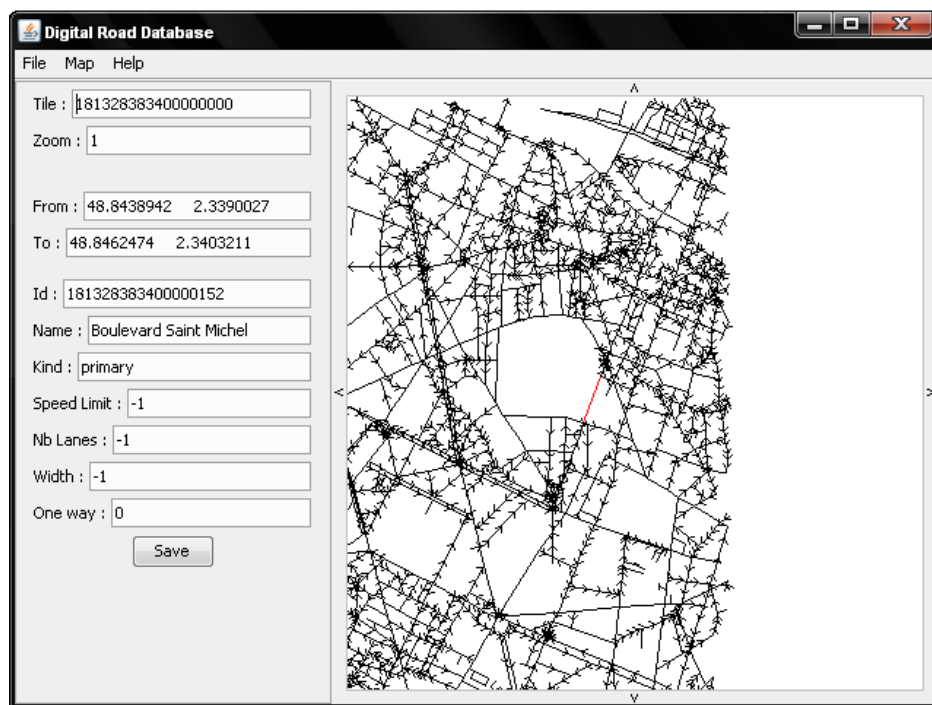 Digital Road Database
File Map Help
Tile : 181328383400000000
Zoom : 1
From : 48.8438942 2.3390027
To : 48.8462474 2.3403211
Id : 181328383400000152
Name : Boulevard Saint Michel
Kind : primary
Speed Limit : -1
Nb Lanes : -1
Width : -1
One way : 0
Save
^
<
>
v